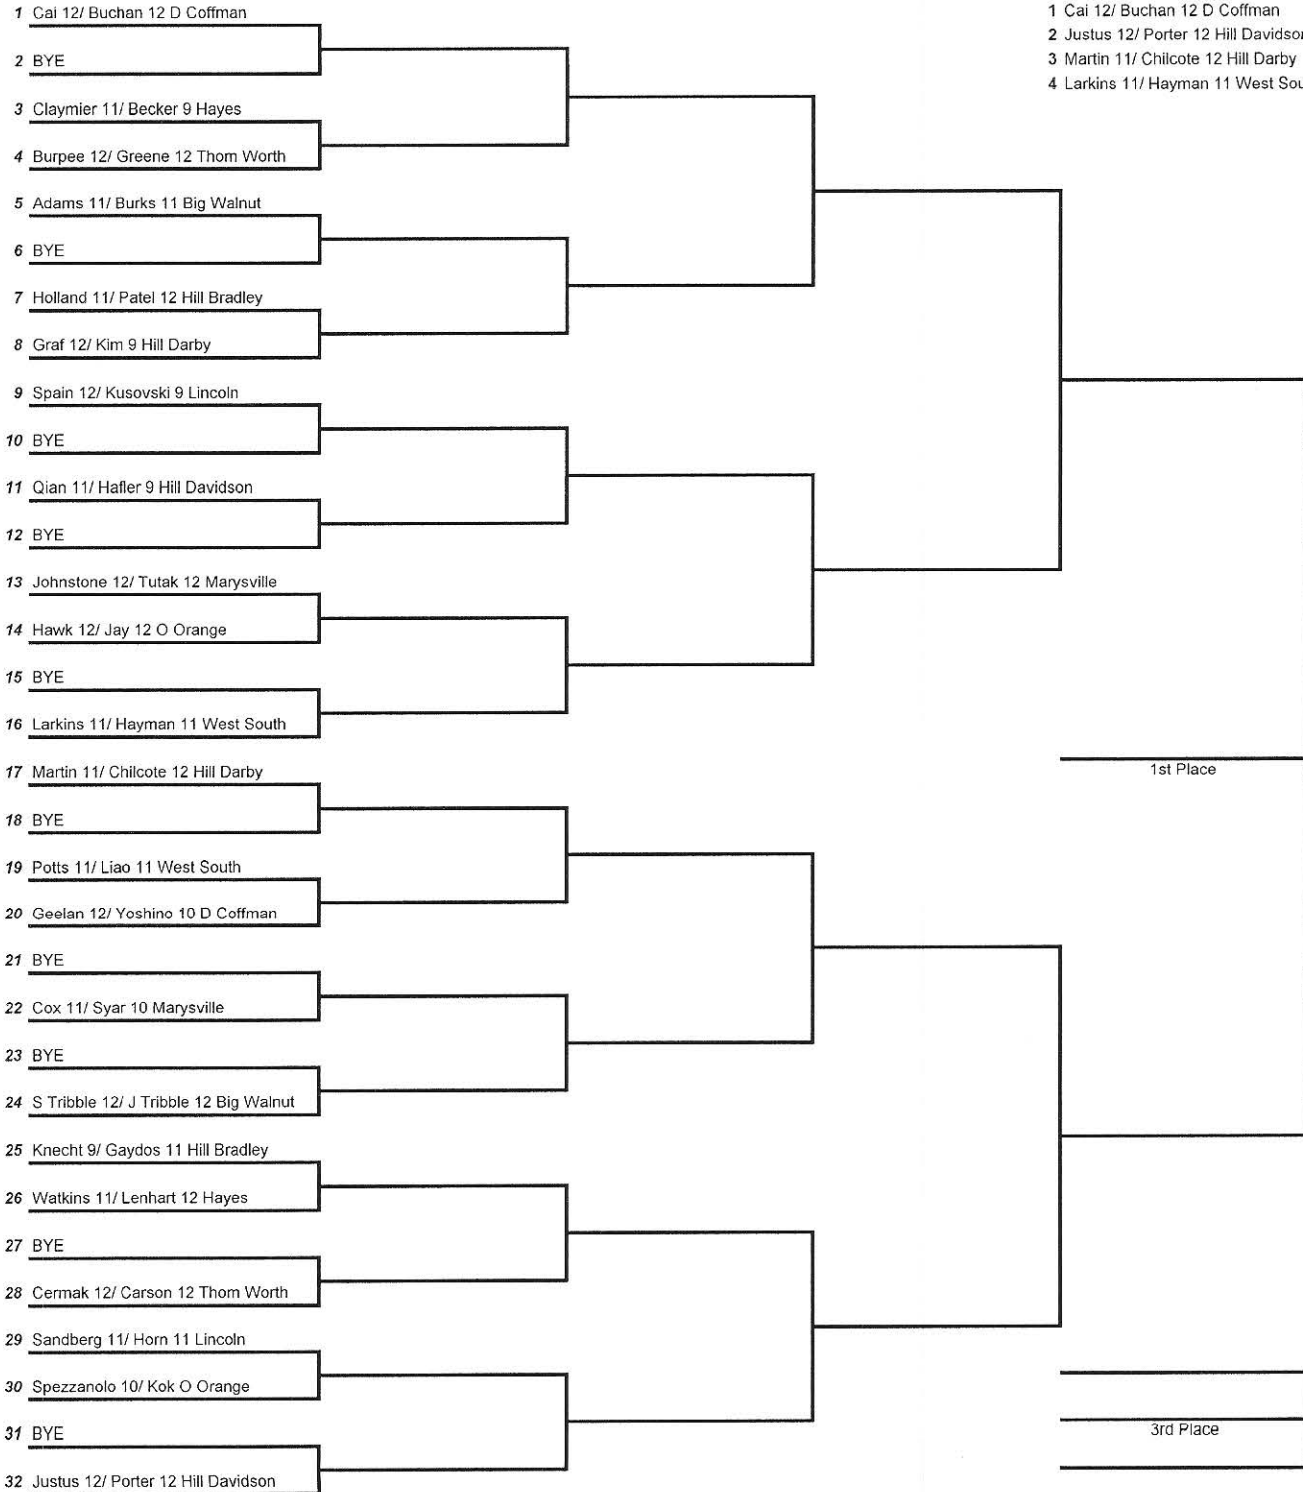 1 Cai 12/ Buchan 12 D Coffman
2 BYE
3 Claymier 11/ Becker 9 Hayes
4 Burpee 12/ Greene 12 Thom Worth
5 Adams 11/ Burks 11 Big Walnut
6 BYE
7 Holland 11/ Patel 12 Hill Bradley
8 Graf 12/ Kim 9 Hill Darby
9 Spain 12/ Kusovski 9 Lincoln
10 BYE
11 Qian 11/ Hafler 9 Hill Davidson
12 BYE
13 Johnstone 12/ Tutak 12 Marysville
14 Hawk 12/ Jay 12 O Orange
15 BYE
16 Larkins 11/ Hayman 11 West South
17 Martin 11/ Chilcote 12 Hill Darby
18 BYE
19 Potts 11/ Liao 11 West South
20 Geelan 12/ Yoshino 10 D Coffman
21 BYE
22 Cox 11/ Syar 10 Marysville
23 BYE
24 S Tribble 12/ J Tribble 12 Big Walnut
25 Knecht 9/ Gaydos 11 Hill Bradley
26 Watkins 11/ Lenhart 12 Hayes
27 BYE
28 Cermak 12/ Carson 12 Thom Worth
29 Sandberg 11/ Horn 11 Lincoln
30 Spezzanolo 10/ Kok O Orange
31 BYE
32 Justus 12/ Porter 12 Hill Davidson
1 Cai 12/ Buchan 12 D Coffman
2 Justus 12/ Porter 12 Hill Davidson
3 Martin 11/ Chilcote 12 Hill Darby
4 Larkins 11/ Hayman 11 West Sou
1st Place
3rd Place